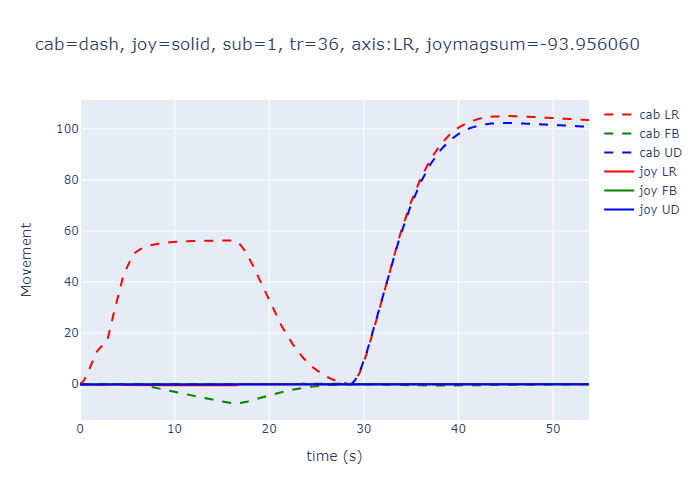 cab=dash, joy=solid, sub=1, tr=36, axis:LR, joymagsum=-93.956060
cab LR
cab FB
cab UD
joy LR
joy FB
joy UD
Movement
100
80
60
40
20
0
0 10 20 30 40 50
time (s)